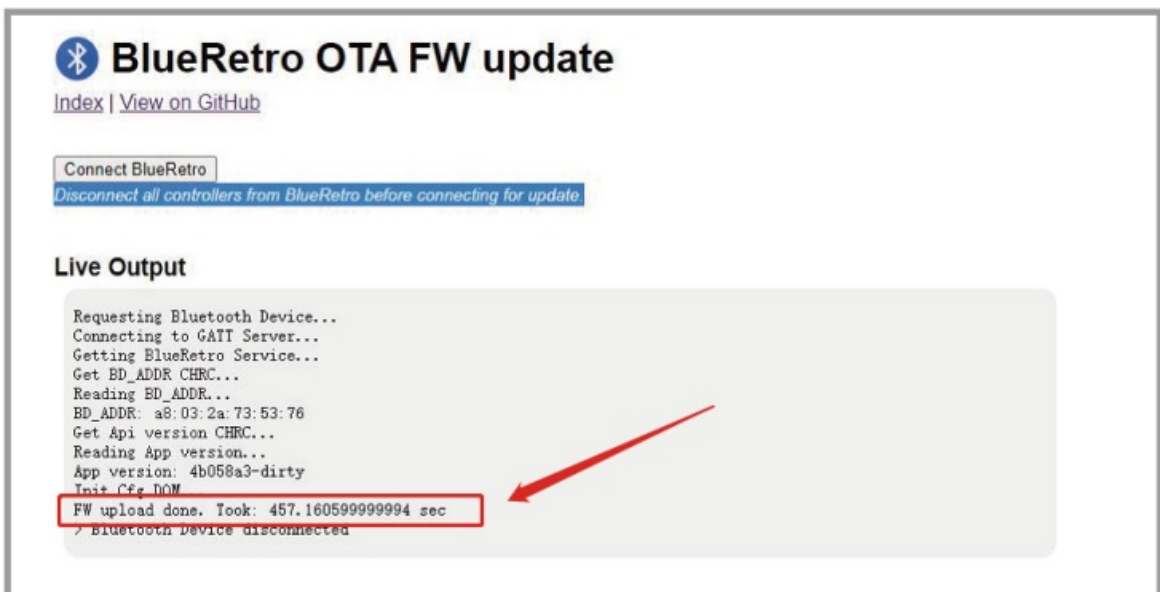 BlueRetro OTA FW update
Index | View on GitHub
Connect BlueRetro
Disconnect all controllers from BlueRetro before connecting for update.
Live Output
Requesting Bluetooth Device...
Connecting to GATT Server...
Getting BlueRetro Service...
Get BD_ADDR CHRC...
Reading BD_ADDR...
BD_ADDR: a8:03:2a:73:53:76
Get Api version CHRC...
Reading App version...
App version: 4b058a3-dirty
Init Cfg DOM...
FW upload done. Took: 457.160599999994 sec
> Bluetooth Device disconnected